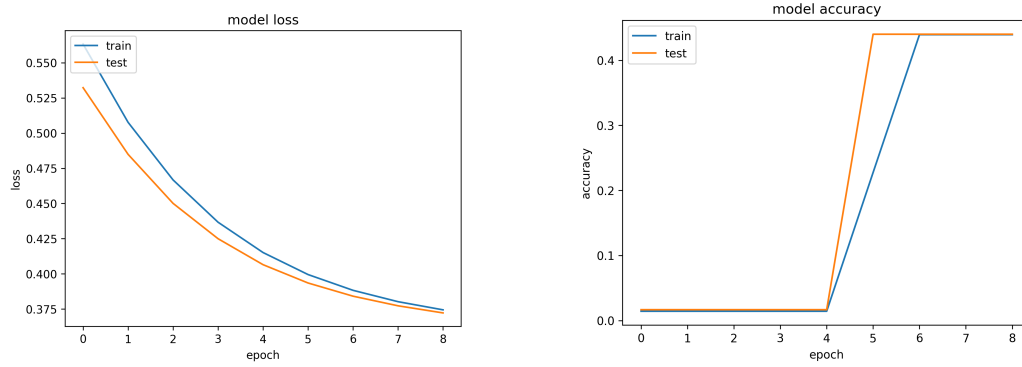 model loss
train
test
0.550
0.525
0.500
0.475
0.450
0.425
0.400
0.375
loss
0 1 2 3 4 5 6 7 8
epoch
model accuracy
train
test
0.4
0.3
0.2
0.1
0.0
accuracy
0 1 2 3 4 5 6 7 8
epoch